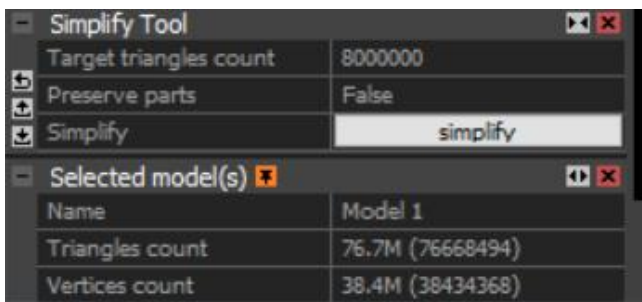 Simplify Tool
Target triangles count 8000000
Preserve parts False
Simplify simplify
Selected model(s)
Name Model 1
Triangles count 76.7M (76668494)
Vertices count 38.4M (38434368)